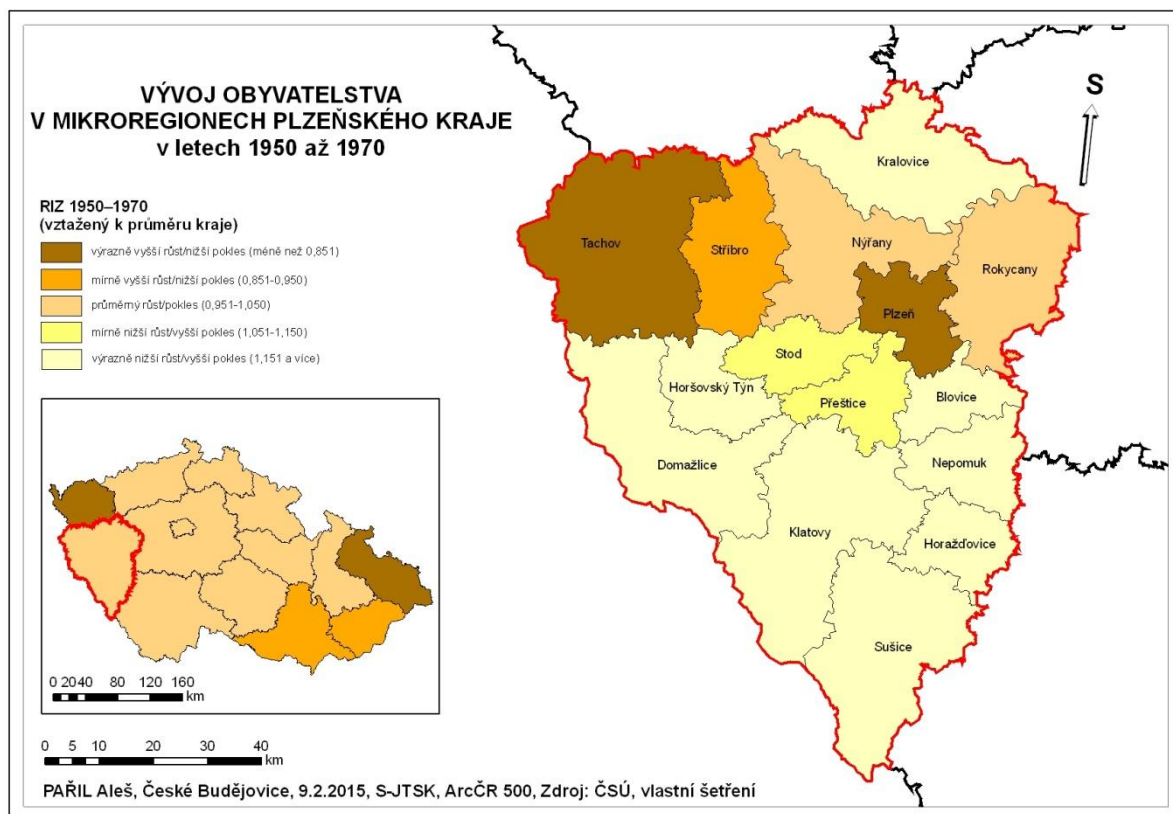 VÝVOJ OBYVATELSTVA
V MIKROREGIONECH PLZEŇSKÉHO KRAJE
v letech 1950 až 1970
RIZ 1950–1970
(vztažený k průměru kraje)
výrazně vyšší růst/nižší pokles (méně než 0,851)
mírně vyšší růst/nižší pokles (0,851-0,950)
průměrný růst/pokles (0,951-1,050)
mírně nižší růst/vyšší pokles (1,051-1,150)
výrazně nižší růst/vyšší pokles (1,151 a více)
S
Kralovice
Tachov
Stříbro
Nýřany
Rokycany
Plzeň
Stod
Horšovský Týn
Přeštice
Blovice
Domažlice
Nepomuk
Klatovy
Horažďovice
Sušice
0 20 40 80 120 160
km
0 5 10 20 30 40
km
PAŘIL Aleš, České Budějovice, 9.2.2015, S-JTSK, ArcČR 500, Zdroj: ČSÚ, vlastní šetření